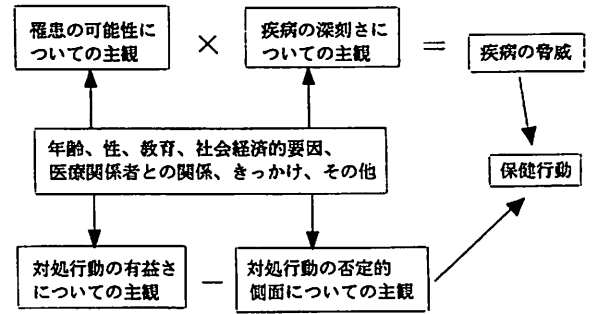 罹患の可能性に
ついての主観
×
疾病の深刻さに
ついての主観
=
疾病の脅威
年齢、性、教育、社会経済的要因、
医療関係者との関係、きっかけ、その他
保健行動
対処行動の有益さ
についての主観
−
対処行動の否定的
側面についての主観